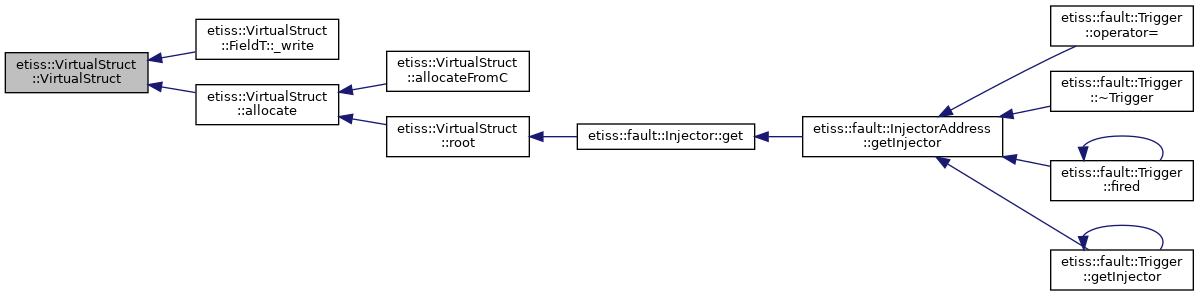 etiss::VirtualStruct
::VirtualStruct
etiss::VirtualStruct
::FieldT::_write
etiss::VirtualStruct
::allocate
etiss::VirtualStruct
::allocateFromC
etiss::VirtualStruct
::root
etiss::fault::Injector::get
etiss::fault::InjectorAddress
::getInjector
etiss::fault::Trigger
::operator=
etiss::fault::Trigger
::~Trigger
etiss::fault::Trigger
::fired
etiss::fault::Trigger
::getInjector